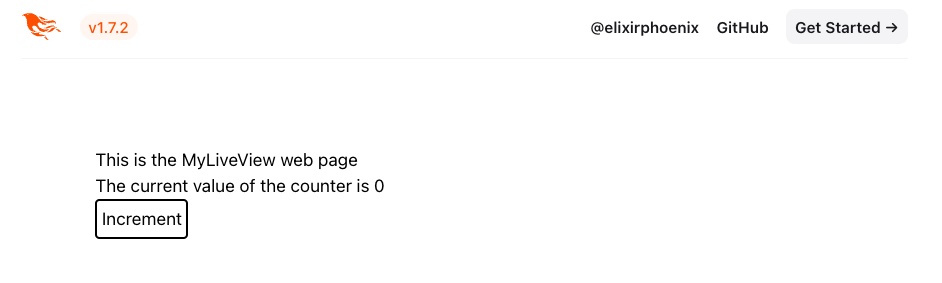 v1.7.2 @elixirphoenix GitHub Get Started →
This is the MyLiveView web page
The current value of the counter is 0
Increment